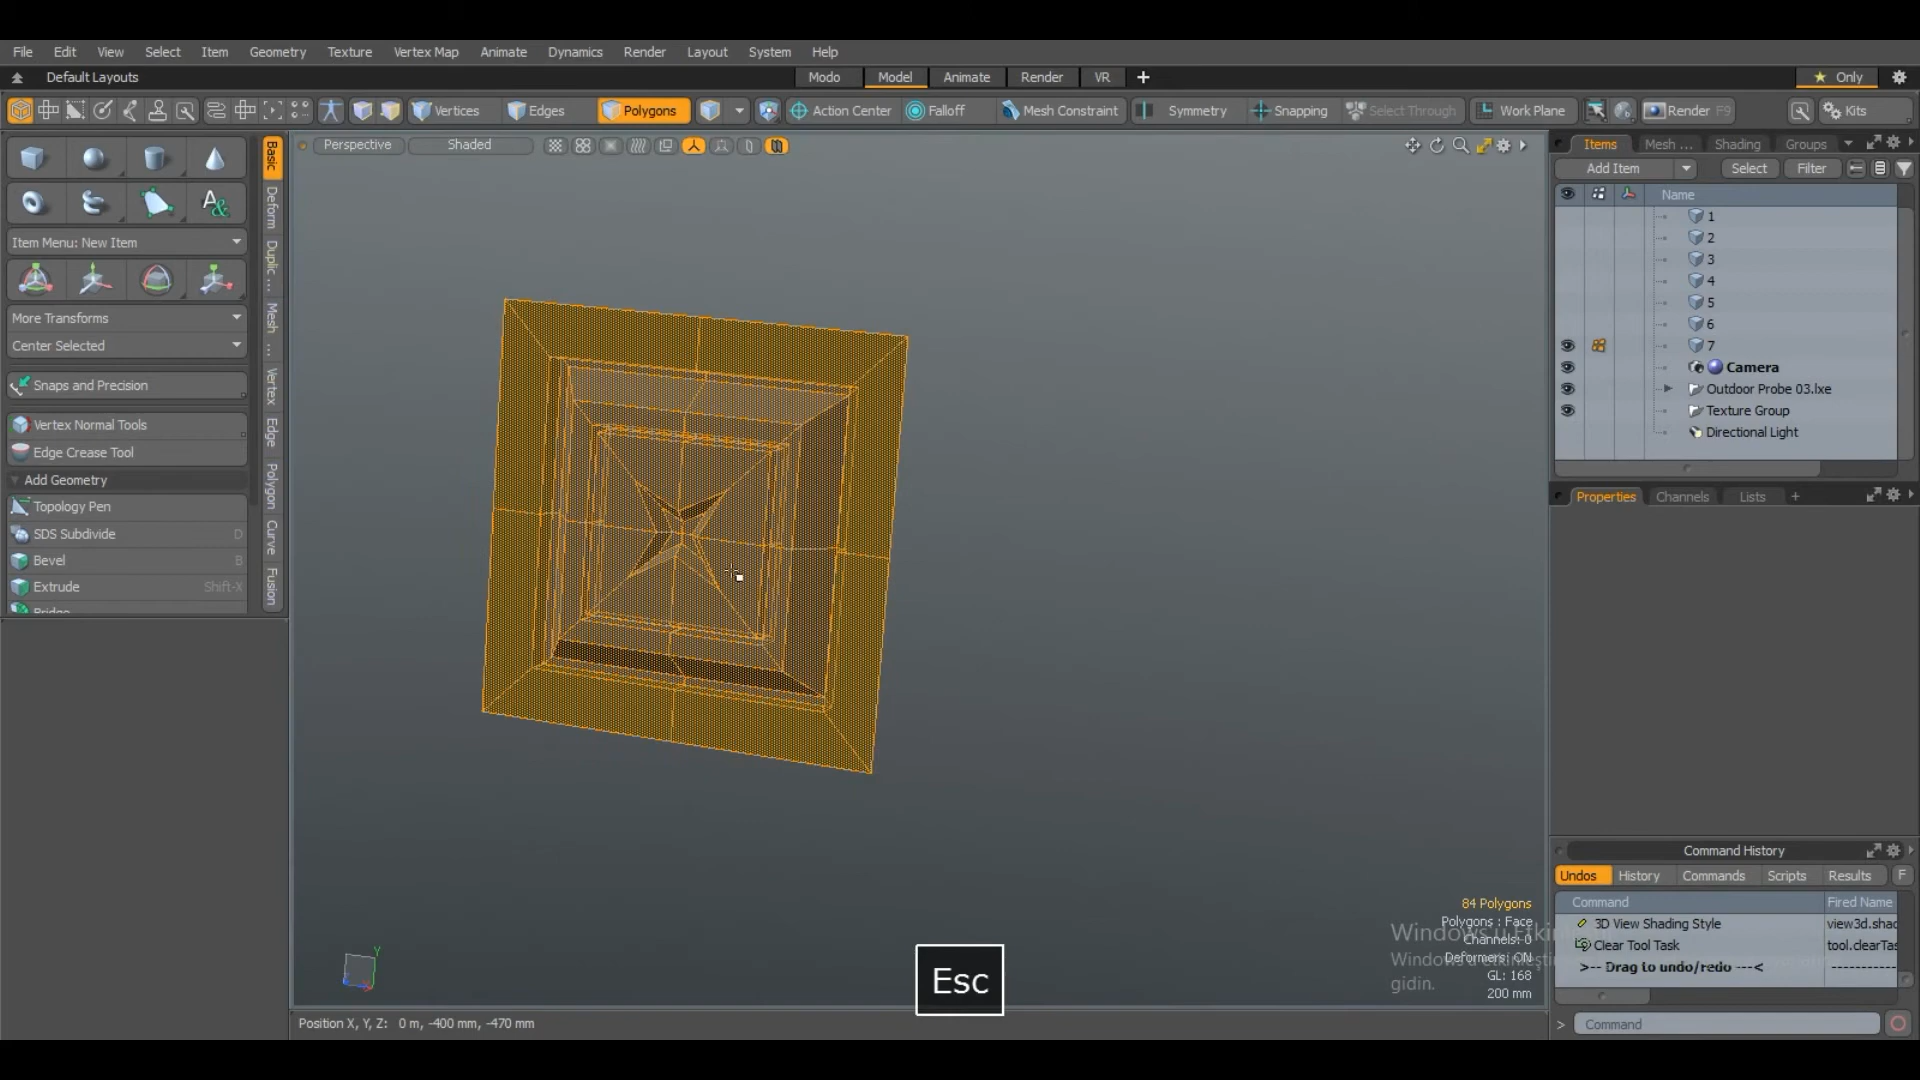 File Edit View Select Item Geometry Texture Vertex Map Animate Dynamics Render Layout System Help
Default Layouts
Modo Model Animate Render VR +
Only
Vertices Edges Polygons Action Center Falloff Mesh Constraint Symmetry Snapping Select Through Work Plane Render F9 Kits
Perspective Shaded
Item Menu: New Item
More Transforms
Center Selected
Snaps and Precision
Vertex Normal Tools
Edge Crease Tool
Add Geometry
Topology Pen
SDS Subdivide D
Bevel B
Extrude Shift-X
Bridge
Basic
Deform
Duplic ...
Mesh ...
Vertex
Edge
Polygon
Curve
Fusion
Items Mesh ... Shading Groups
Add Item Select Filter
Name
1
2
3
4
5
6
7
Camera
Outdoor Probe 03.lxe
Texture Group
Directional Light
Properties Channels Lists +
Command History
Undos History Commands Scripts Results F
Command Fired Name
3D View Shading Style view3d.shac
Clear Tool Task tool.clearTas
>-- Drag to undo/redo ---< -----------
> Command
84 Polygons
Polygons : Face
Channels: 0
Deformers: ON
GL: 168
200 mm
gidin.
Y
Esc
Position X, Y, Z: 0 m, -400 mm, -470 mm